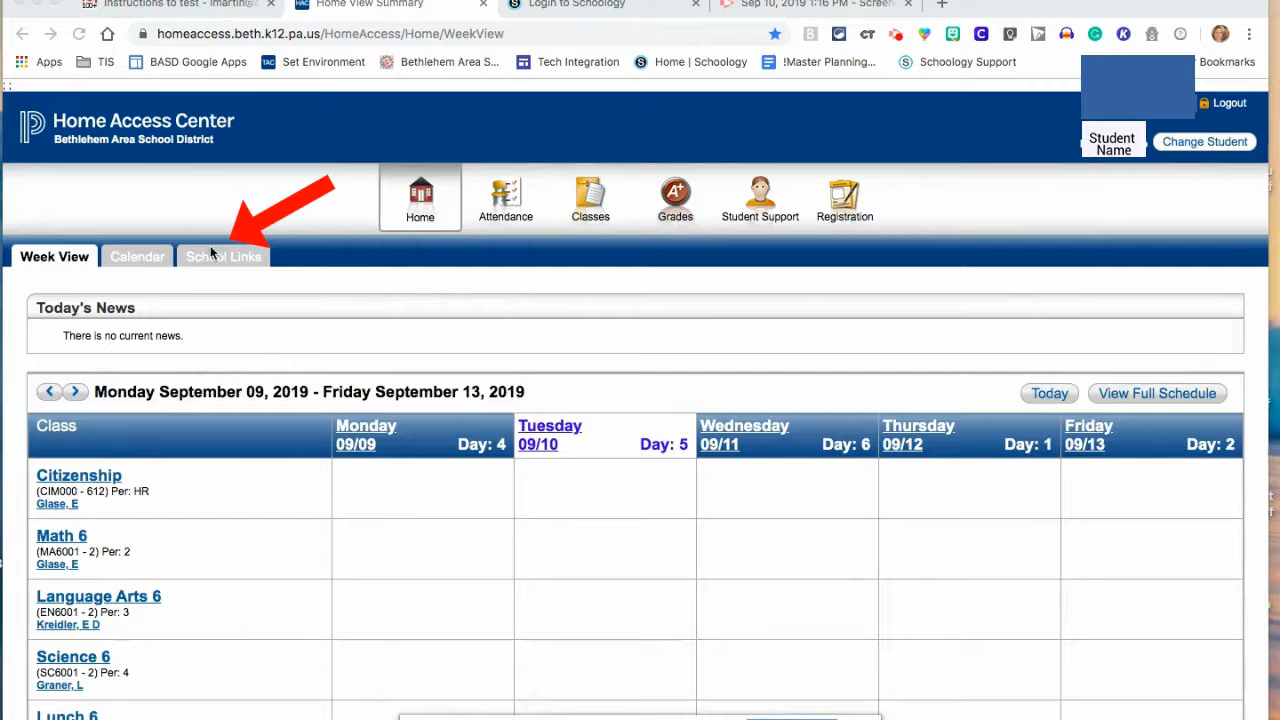 Instructions to test - lmartin@
Home View Summary
Login to Schoology
Sep 10, 2019 1:16 PM - Screen
homeaccess.beth.k12.pa.us/HomeAccess/Home/WeekView
Apps
TIS
BASD Google Apps
TAC Set Environment
Bethlehem Area S...
Tech Integration
Home | Schoology
!Master Planning...
Schoology Support
Bookmarks
Home Access Center
Bethlehem Area School District
Logout
Student
Name
Change Student
Home
Attendance
Classes
A+
Grades
Student Support
Registration
Week View
Calendar
School Links
Today's News
There is no current news.
Monday September 09, 2019 - Friday September 13, 2019
Today
View Full Schedule
Class
Monday
09/09 Day: 4
Tuesday
09/10 Day: 5
Wednesday
09/11 Day: 6
Thursday
09/12 Day: 1
Friday
09/13 Day: 2
Citizenship
(CIM000 - 612) Per: HR
Glase, E
Math 6
(MA6001 - 2) Per: 2
Glase, E
Language Arts 6
(EN6001 - 2) Per: 3
Kreidler, E D
Science 6
(SC6001 - 2) Per: 4
Graner, L
Lunch 6